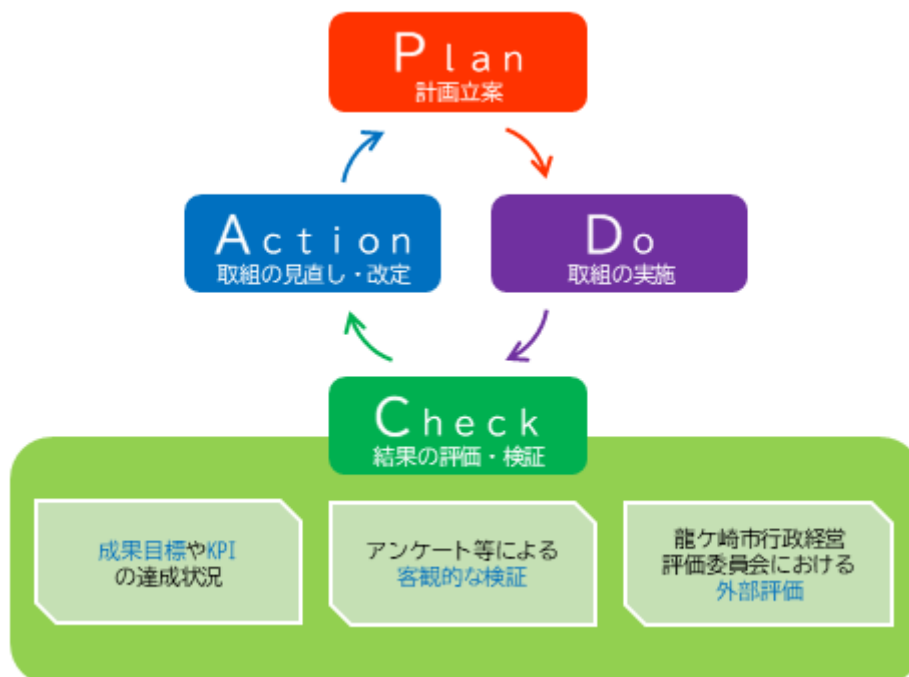 Plan
計画立案
Action
取組の見直し・改定
Do
取組の実施
Check
結果の評価・検証
成果目標やKPI
の達成状況
アンケート等による
客観的な検証
龍ケ崎市行政経営
評価委員会における
外部評価